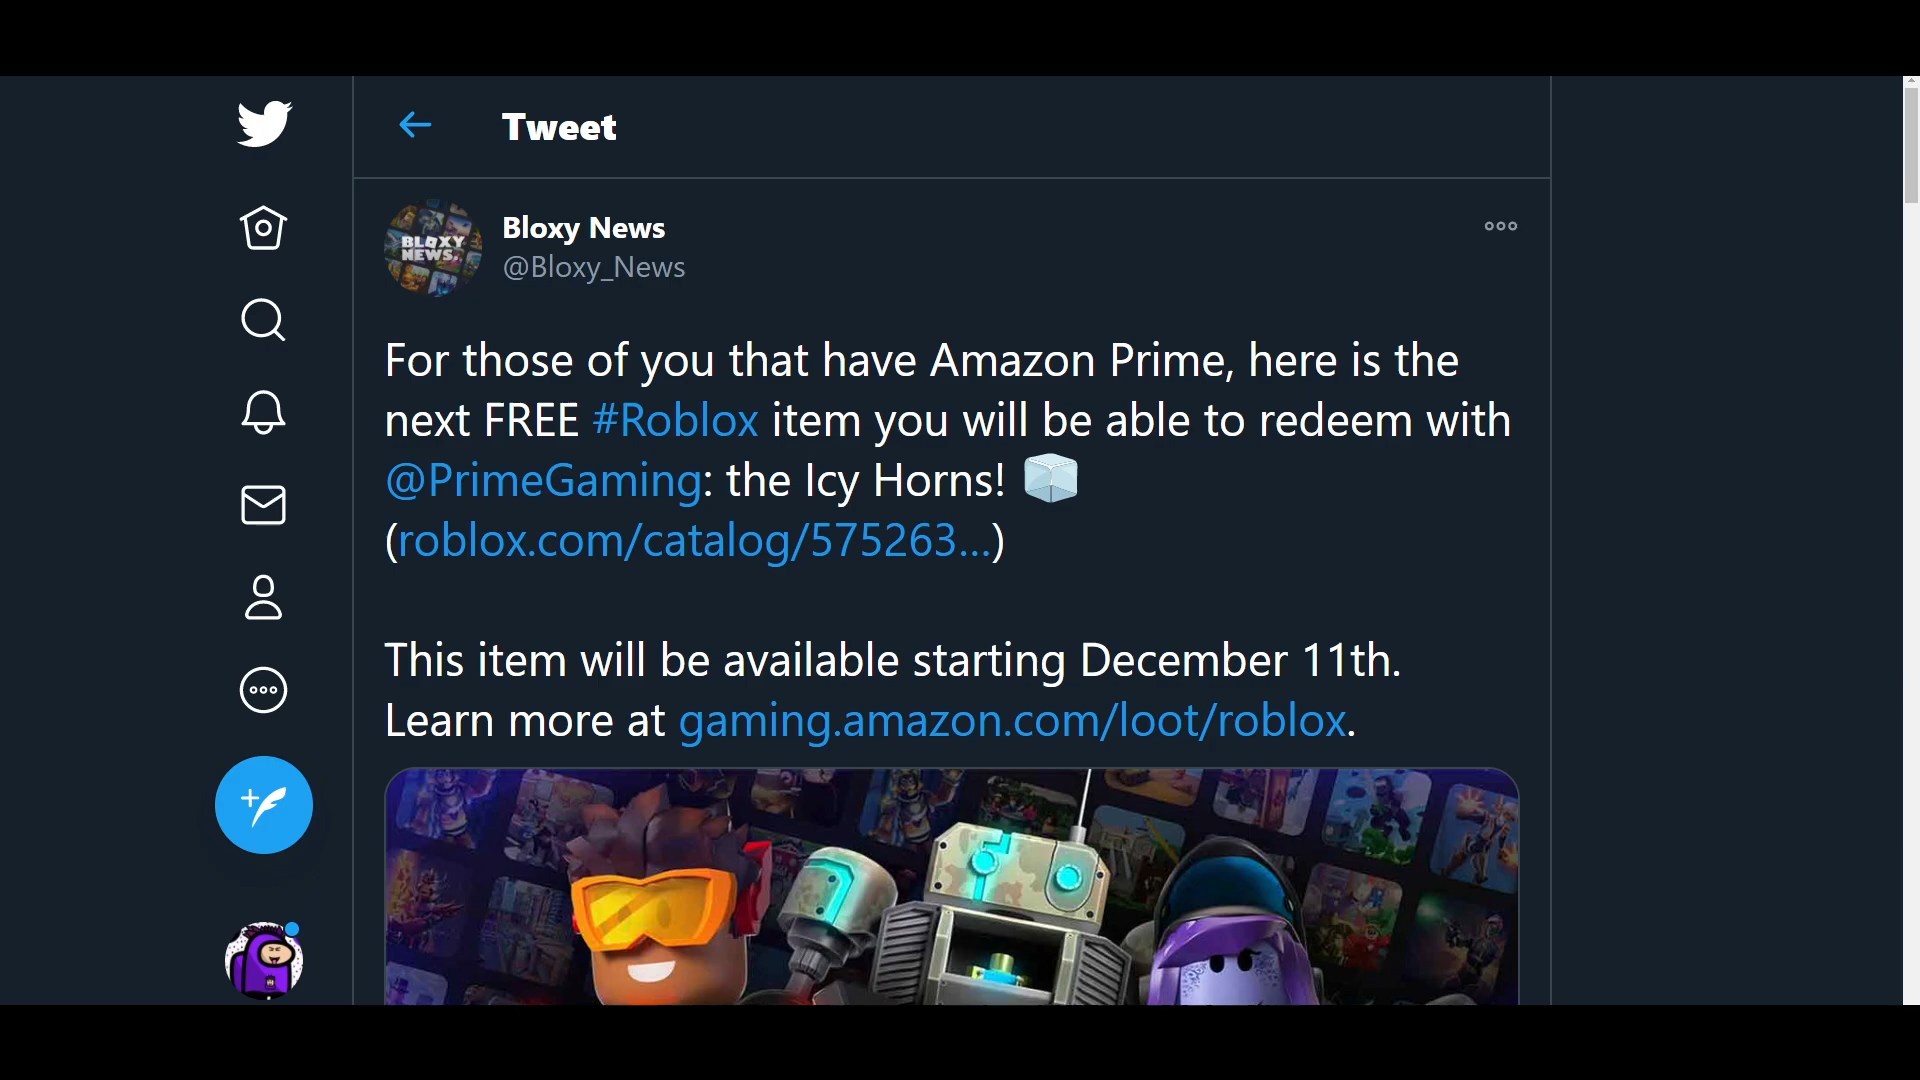 Tweet
BLOXY
NEWS.
Bloxy News
@Bloxy_News
For those of you that have Amazon Prime, here is the
next FREE #Roblox item you will be able to redeem with
@PrimeGaming: the Icy Horns!
(roblox.com/catalog/575263...)
This item will be available starting December 11th.
Learn more at gaming.amazon.com/loot/roblox.